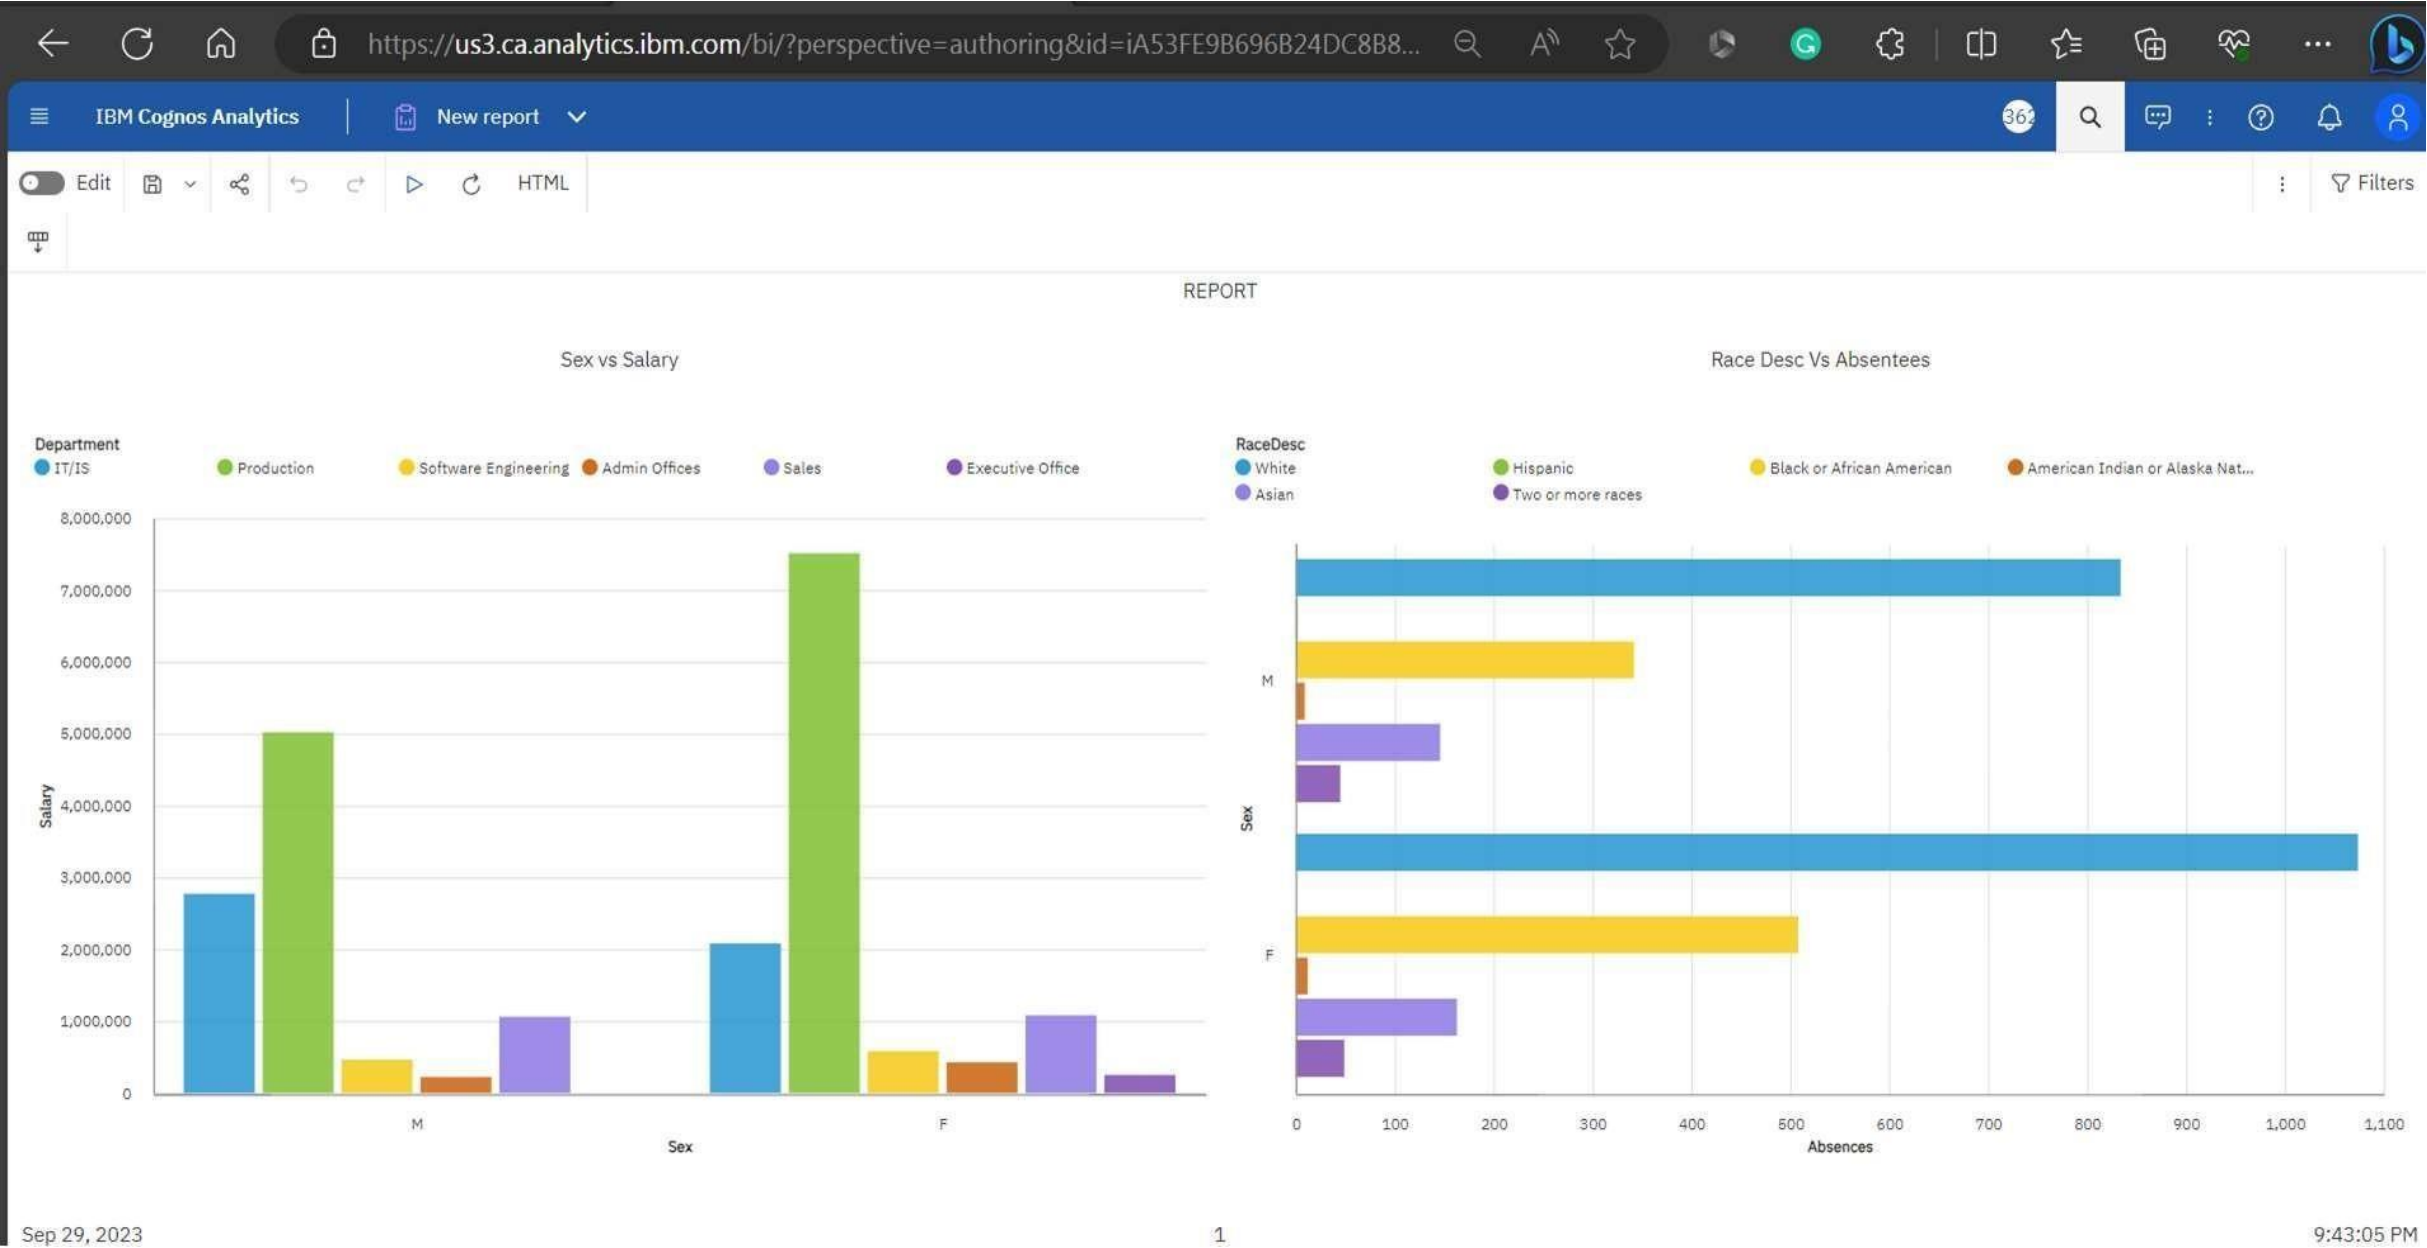 https://us3.ca.analytics.ibm.com/bi/?perspective=authoring&id=iA53FE9B696B24DC8B8...
IBM Cognos Analytics
New report
362
Edit
HTML
Filters
REPORT
Sex vs Salary
Department
IT/IS Production Software Engineering Admin Offices Sales Executive Office
8,000,000
7,000,000
6,000,000
5,000,000
4,000,000
3,000,000
2,000,000
1,000,000
0
Salary
M F
Sex
Race Desc Vs Absentees
RaceDesc
White Hispanic Black or African American American Indian or Alaska Nat...
Asian Two or more races
M
Sex
F
0 100 200 300 400 500 600 700 800 900 1,000 1,100
Absences
Sep 29, 2023
1
9:43:05 PM